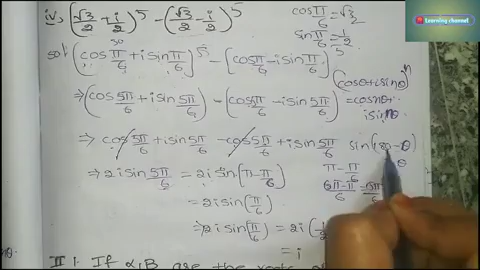 iv, (√3/2 + i/2)^5 - (√3/2 - i/2)^5
cos π/6 = √3/2
sin π/6 = 1/2
Learning channel
sol (cos π/6 + i sin π/6)^5 - (cos π/6 - i sin π/6)^5
(cosθ+isinθ)^n
= cosnθ+
isinnθ
⇒ (cos 5π/6 + i sin 5π/6) - (cos 5π/6 - i sin 5π/6)
⇒ cos 5π/6 + i sin 5π/6 - cos 5π/6 + i sin 5π/6
sin(180-θ)
θ
⇒ 2i sin 5π/6 = 2i sin(π - π/6)
π - π/6
6π-π/6 = 5π
= 2i sin(π/6)
⇒ 2i sin(π/6) = 2i (1/2
= i
II 1. If α, β are the roots of